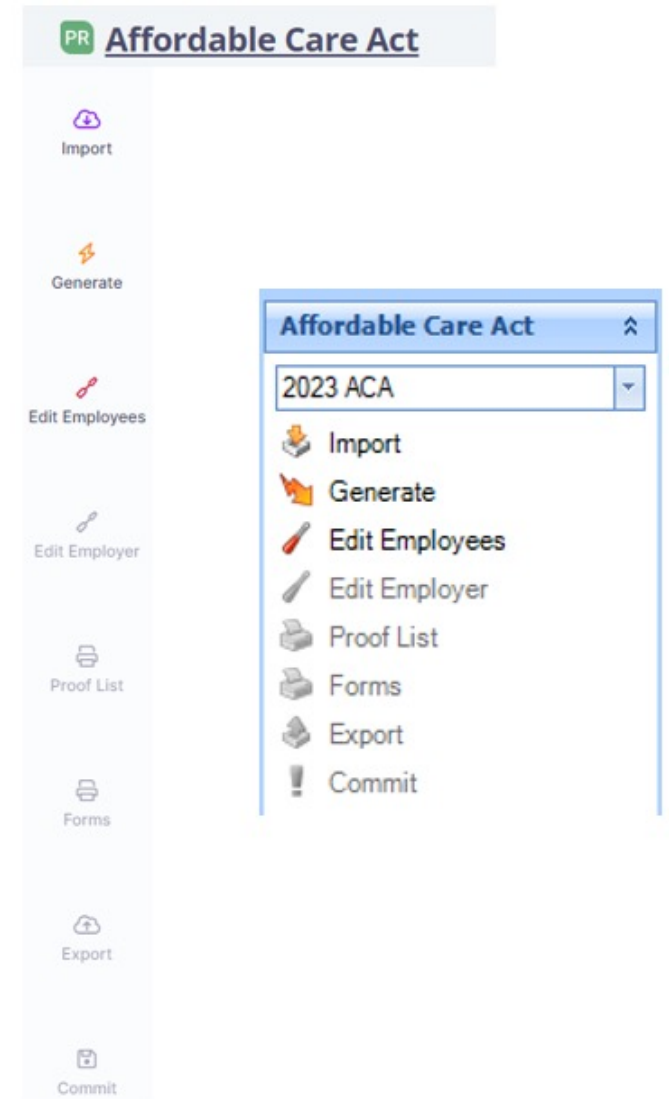 PR Affordable Care Act
Import
Generate
Edit Employees
Edit Employer
Proof List
Forms
Export
Commit
Affordable Care Act
2023 ACA
Import
Generate
Edit Employees
Edit Employer
Proof List
Forms
Export
Commit